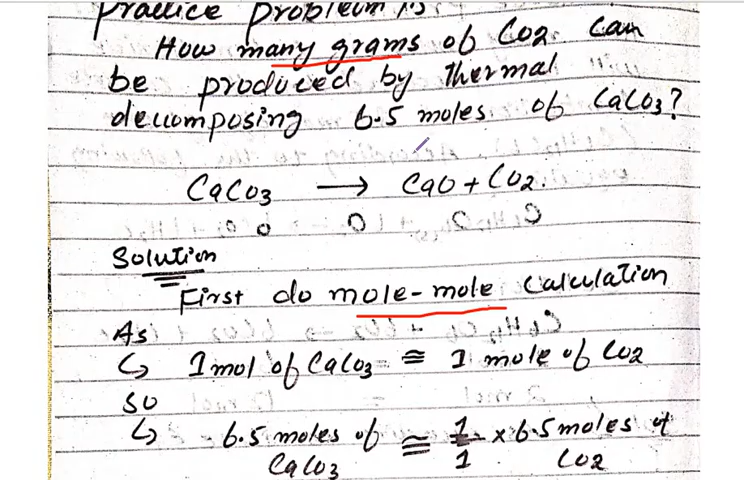 Practice Problem
How many grams of CO2 can
be produced by thermal
decomposing 6.5 moles of CaCO3?
CaCO3 → CaO + CO2.
Solution
First do mole-mole Calculation
As
↳ 1 mol of CaCO3 ≅ 1 mole of CO2
so
↳ 6.5 moles of CaCO3 ≅ 1/1 × 6.5 moles of CO2